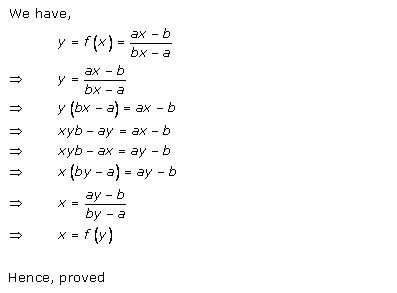 We have,
y = f(x) = (ax – b)/(bx – a)
⇒ y = (ax – b)/(bx – a)
⇒ y(bx – a) = ax – b
⇒ xyb – ay = ax – b
⇒ xyb – ax = ay – b
⇒ x(by – a) = ay – b
⇒ x = (ay – b)/(by – a)
⇒ x = f(y)
Hence, proved